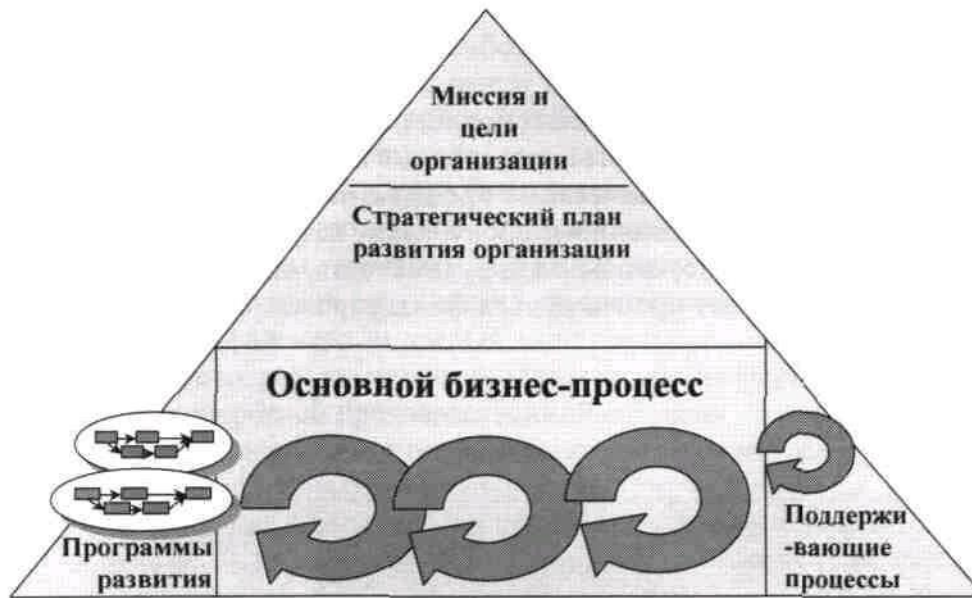 Миссия и
цели
организации
Стратегический план
развития организации
Основной бизнес-процесс
Программы
развития
Поддержи
-вающие
процессы